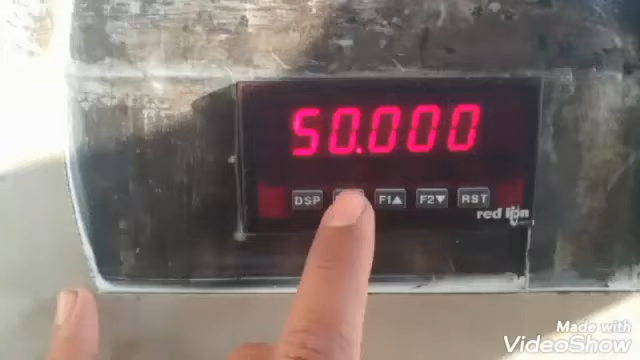 50.000
DSP
F1▲
F2▼
RST
red lion
Made with
VideoShow